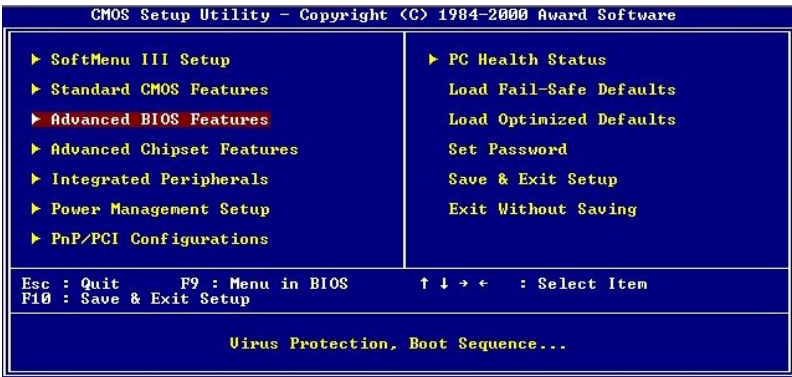 CMOS Setup Utility – Copyright (C) 1984–2000 Award Software
▶ SoftMenu III Setup
▶ Standard CMOS Features
▶ Advanced BIOS Features
▶ Advanced Chipset Features
▶ Integrated Peripherals
▶ Power Management Setup
▶ PnP/PCI Configurations
▶ PC Health Status
Load Fail-Safe Defaults
Load Optimized Defaults
Set Password
Save & Exit Setup
Exit Without Saving
Esc : Quit F9 : Menu in BIOS ↑ ↓ → ← : Select Item
F10 : Save & Exit Setup
Virus Protection, Boot Sequence...